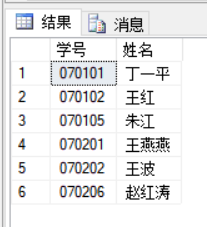 结果 消息
学号 姓名
1 070101 丁一平
2 070102 王红
3 070105 朱江
4 070201 王燕燕
5 070202 王波
6 070206 赵红涛